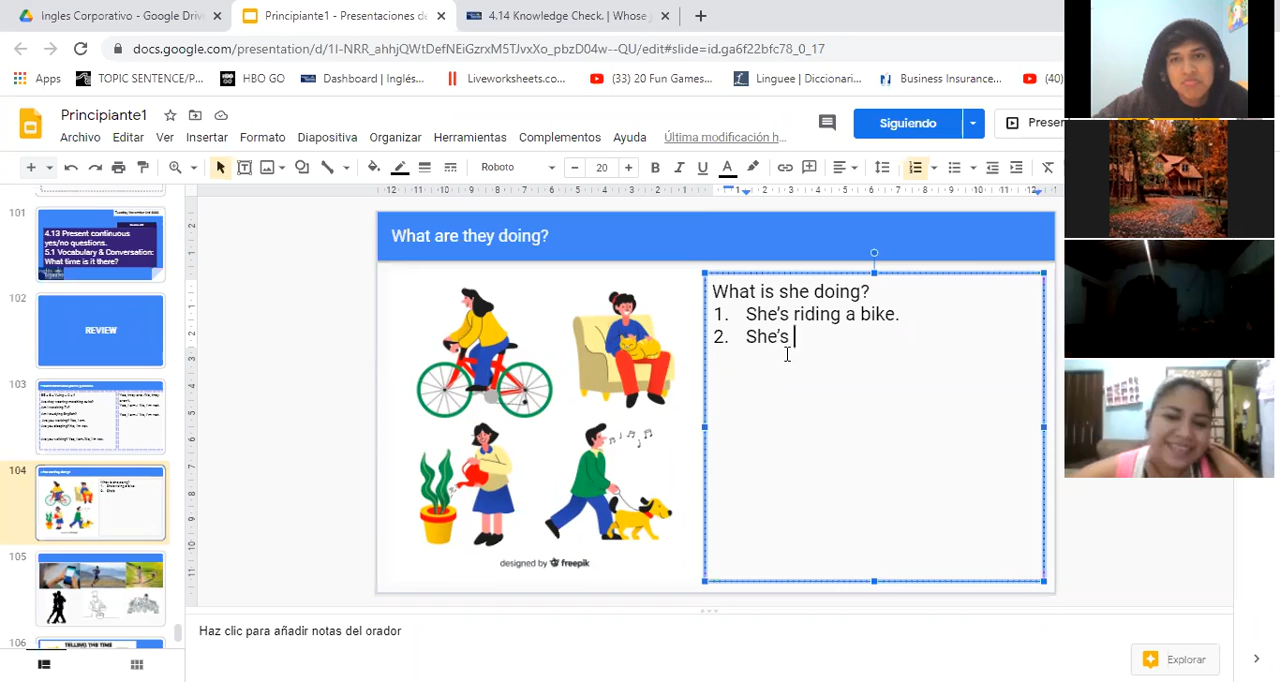 Ingles Corporativo - Google Driv
Principiante1 - Presentaciones de
4.14 Knowledge Check. | Whose
docs.google.com/presentation/d/1I-NRR_ahhjQWtDefNEiGzrxM5TJvxXo_pbzD04w--QU/edit#slide=id.ga6f22bfc78_0_17
Apps
TOPIC SENTENCE/P...
HBO GO
Dashboard | Inglés...
Liveworksheets.co...
(33) 20 Fun Games...
Linguee | Diccionari...
Business Insurance...
(40)
Principiante1
Archivo Editar Ver Insertar Formato Diapositiva Organizar Herramientas Complementos Ayuda Última modificación h...
Siguiendo
Presen
Roboto
20
101
4.13 Present continuous
yes/no questions.
5.1 Vocabulary & Conversation:
What time is it there?
102
REVIEW
103
104
105
106
TELLING THE TIME
What are they doing?
What is she doing?
1. She's riding a bike.
2. She's
designed by freepik
Haz clic para añadir notas del orador
Explorar